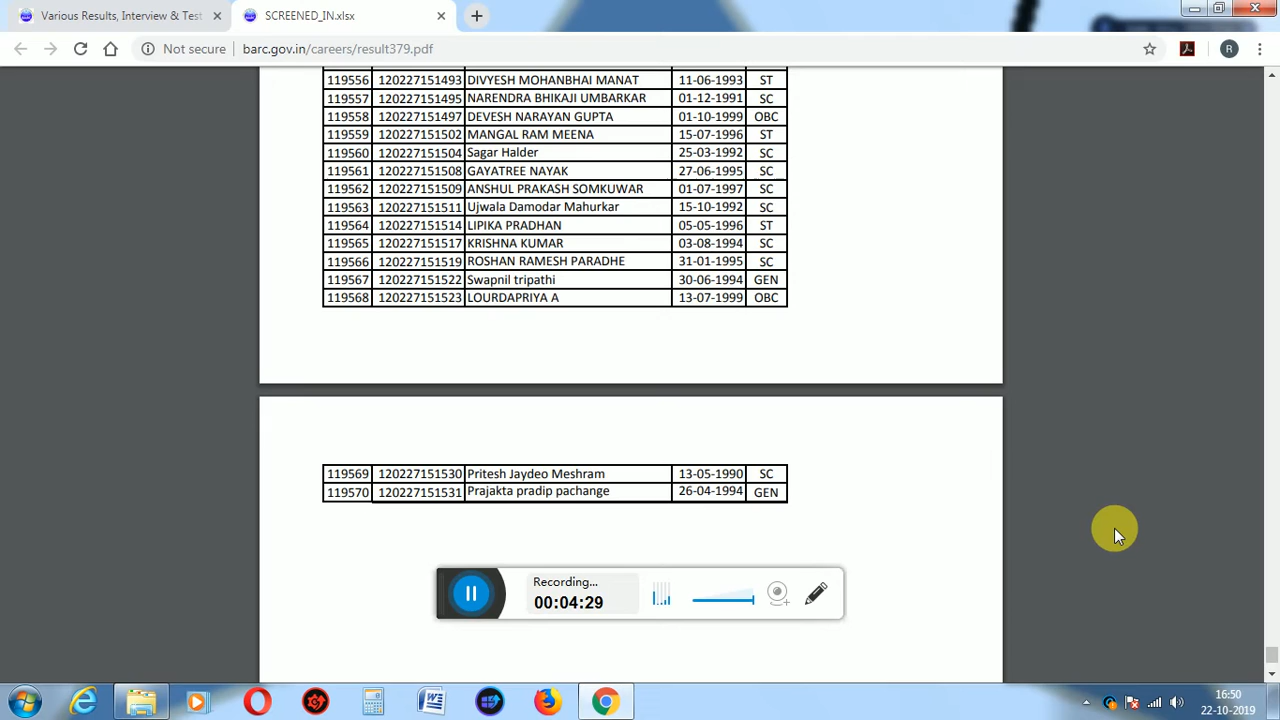 Various Results, Interview & Test
SCREENED_IN.xlsx
Not secure
barc.gov.in/careers/result379.pdf
R
119556 120227151493 DIVYESH MOHANBHAI MANAT 11-06-1993 ST
119557 120227151495 NARENDRA BHIKAJI UMBARKAR 01-12-1991 SC
119558 120227151497 DEVESH NARAYAN GUPTA 01-10-1999 OBC
119559 120227151502 MANGAL RAM MEENA 15-07-1996 ST
119560 120227151504 Sagar Halder 25-03-1992 SC
119561 120227151508 GAYATREE NAYAK 27-06-1995 SC
119562 120227151509 ANSHUL PRAKASH SOMKUWAR 01-07-1997 SC
119563 120227151511 Ujwala Damodar Mahurkar 15-10-1992 SC
119564 120227151514 LIPIKA PRADHAN 05-05-1996 ST
119565 120227151517 KRISHNA KUMAR 03-08-1994 SC
119566 120227151519 ROSHAN RAMESH PARADHE 31-01-1995 SC
119567 120227151522 Swapnil tripathi 30-06-1994 GEN
119568 120227151523 LOURDAPRIYA A 13-07-1999 OBC
119569 120227151530 Pritesh Jaydeo Meshram 13-05-1990 SC
119570 120227151531 Prajakta pradip pachange 26-04-1994 GEN
Recording...
00:04:29
16:50
22-10-2019